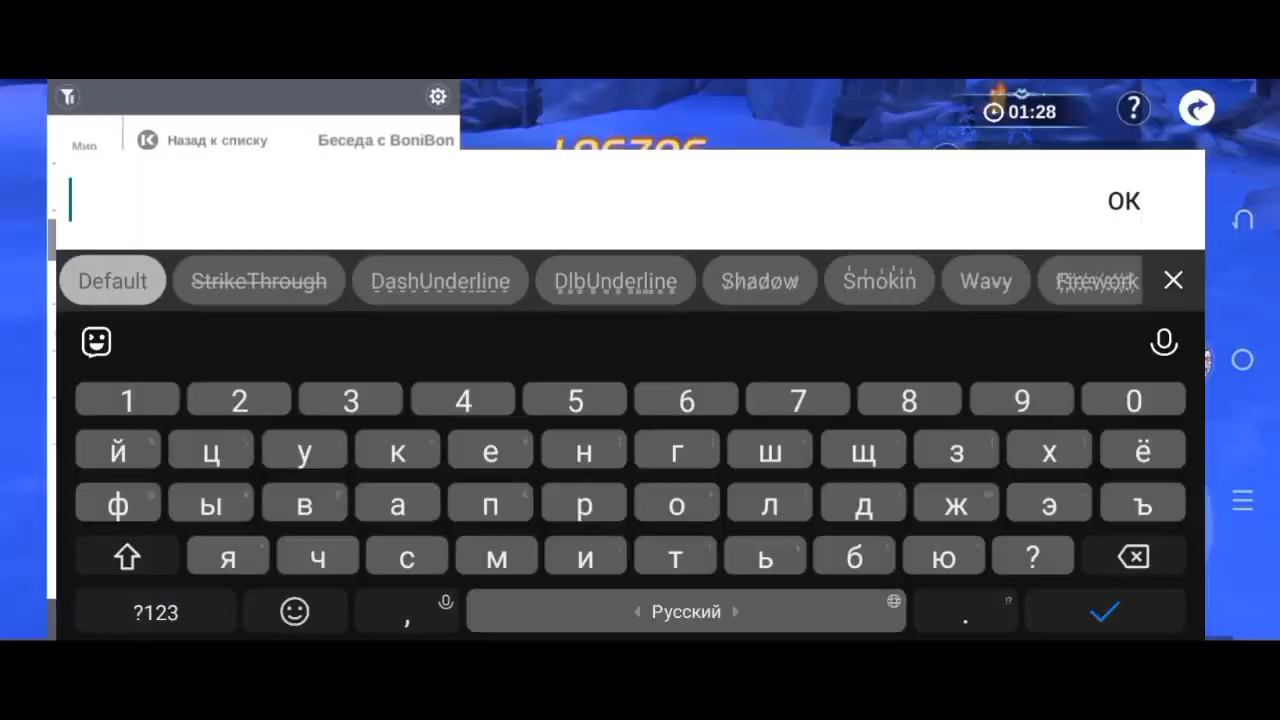 01:28
?
Мир
Назад к списку
Беседа с BoniBon
OK
Default StrikeThrough DashUnderline DlbUnderline Shadow Smokin Wavy Firework
1 2 3 4 5 6 7 8 9 0
й ц у к е н г ш щ з х ё
ф ы в а п р о л д ж э ъ
я ч с м и т ь б ю ?
?123 , Русский . !?